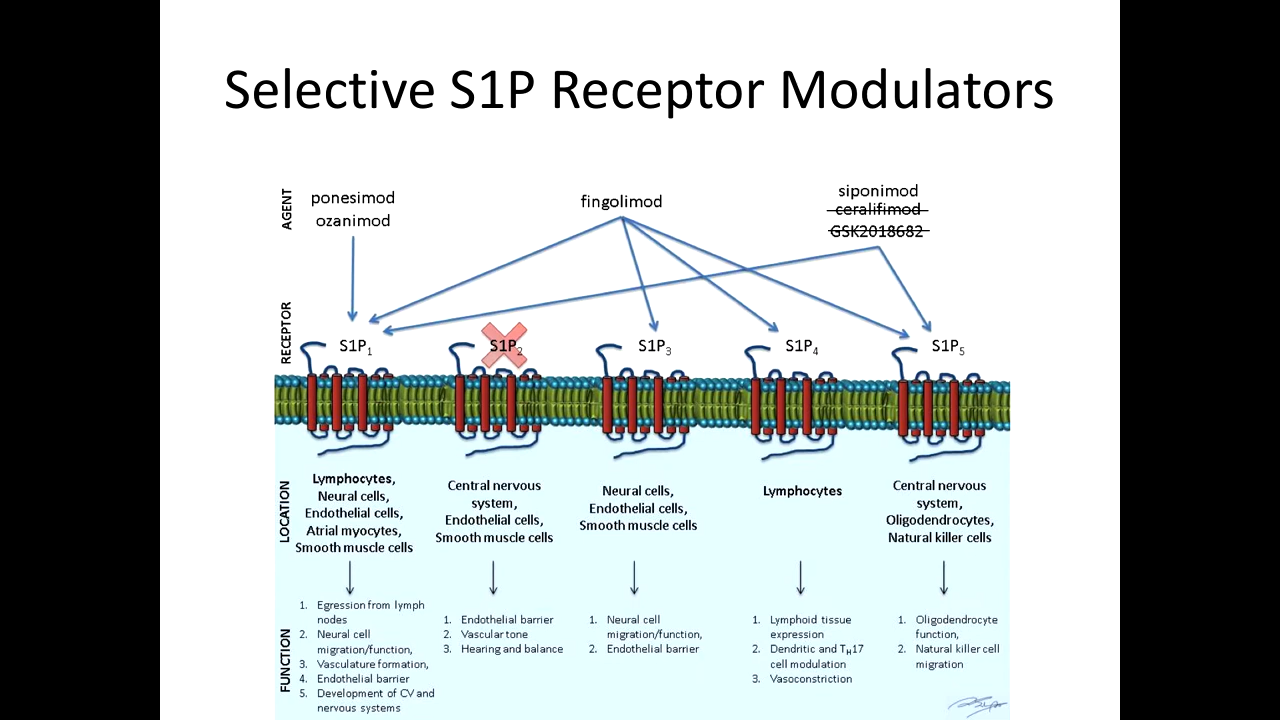 Selective S1P Receptor Modulators
AGENT
ponesimod
ozanimod
fingolimod
siponimod
ceralifimod
GSK2018682
RECEPTOR
S1P1
S1P2
S1P3
S1P4
S1P5
LOCATION
Lymphocytes,
Neural cells,
Endothelial cells,
Atrial myocytes,
Smooth muscle cells
Central nervous
system,
Endothelial cells,
Smooth muscle cells
Neural cells,
Endothelial cells,
Smooth muscle cells
Lymphocytes
Central nervous
system,
Oligodendrocytes,
Natural killer cells
FUNCTION
1. Egression from lymph
nodes
2. Neural cell
migration/function,
3. Vasculature formation,
4. Endothelial barrier
5. Development of CV and
nervous systems
1. Endothelial barrier
2. Vascular tone
3. Hearing and balance
1. Neural cell
migration/function,
2. Endothelial barrier
1. Lymphoid tissue
expression
2. Dendritic and TH17
cell modulation
3. Vasoconstriction
1. Oligodendrocyte
function,
2. Natural killer cell
migration